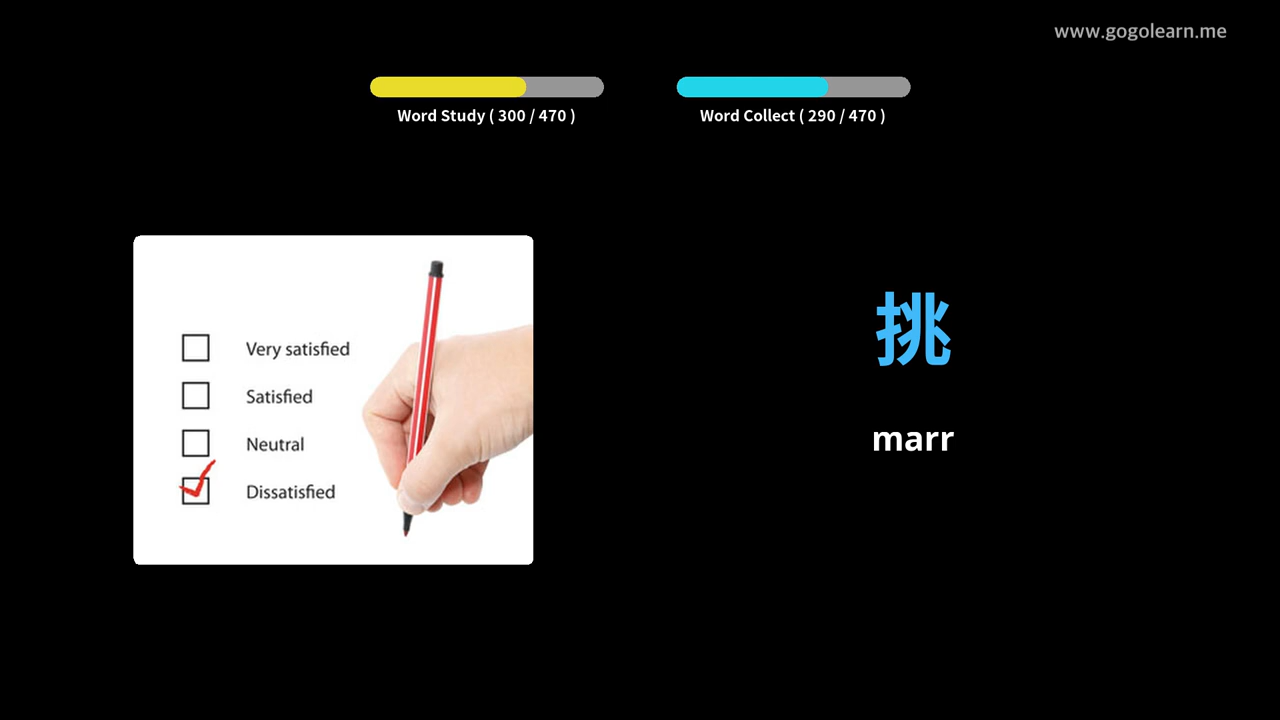 www.gogolearn.me
Word Study ( 300 / 470 )
Word Collect ( 290 / 470 )
Very satisfied
Satisfied
Neutral
Dissatisfied
挑
marr